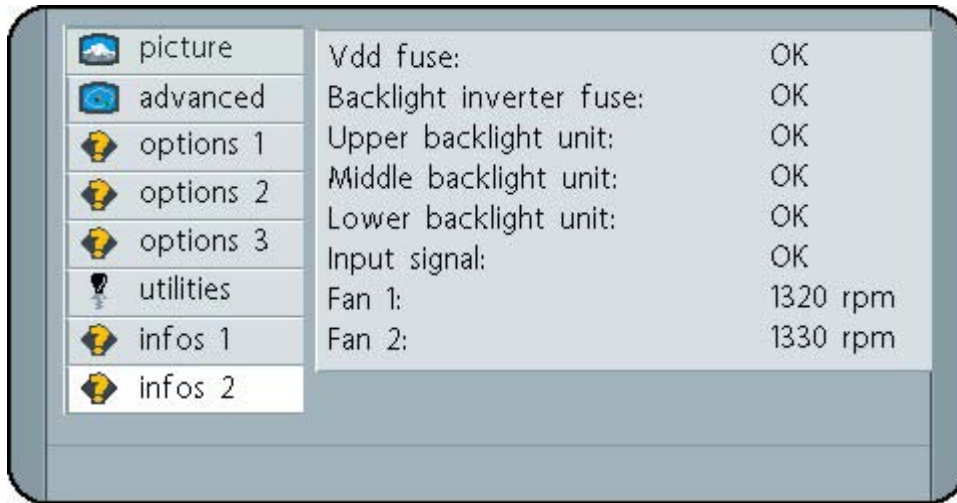 picture
advanced
options 1
options 2
options 3
utilities
infos 1
infos 2
Vdd fuse: OK
Backlight inverter fuse: OK
Upper backlight unit: OK
Middle backlight unit: OK
Lower backlight unit: OK
Input signal: OK
Fan 1: 1320 rpm
Fan 2: 1330 rpm